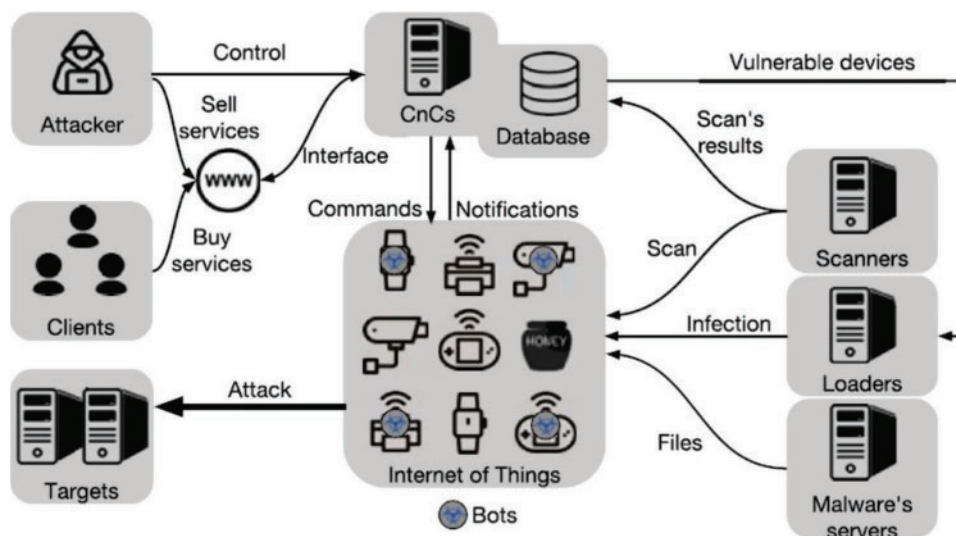 Control
Attacker
Sell
services
www
Interface
CnCs
Database
Vulnerable devices
Scan's
results
Commands
Notifications
Buy
services
Clients
Scan
Scanners
HONEY
Infection
Loaders
Attack
Targets
Files
Internet of Things
Bots
Malware's
servers